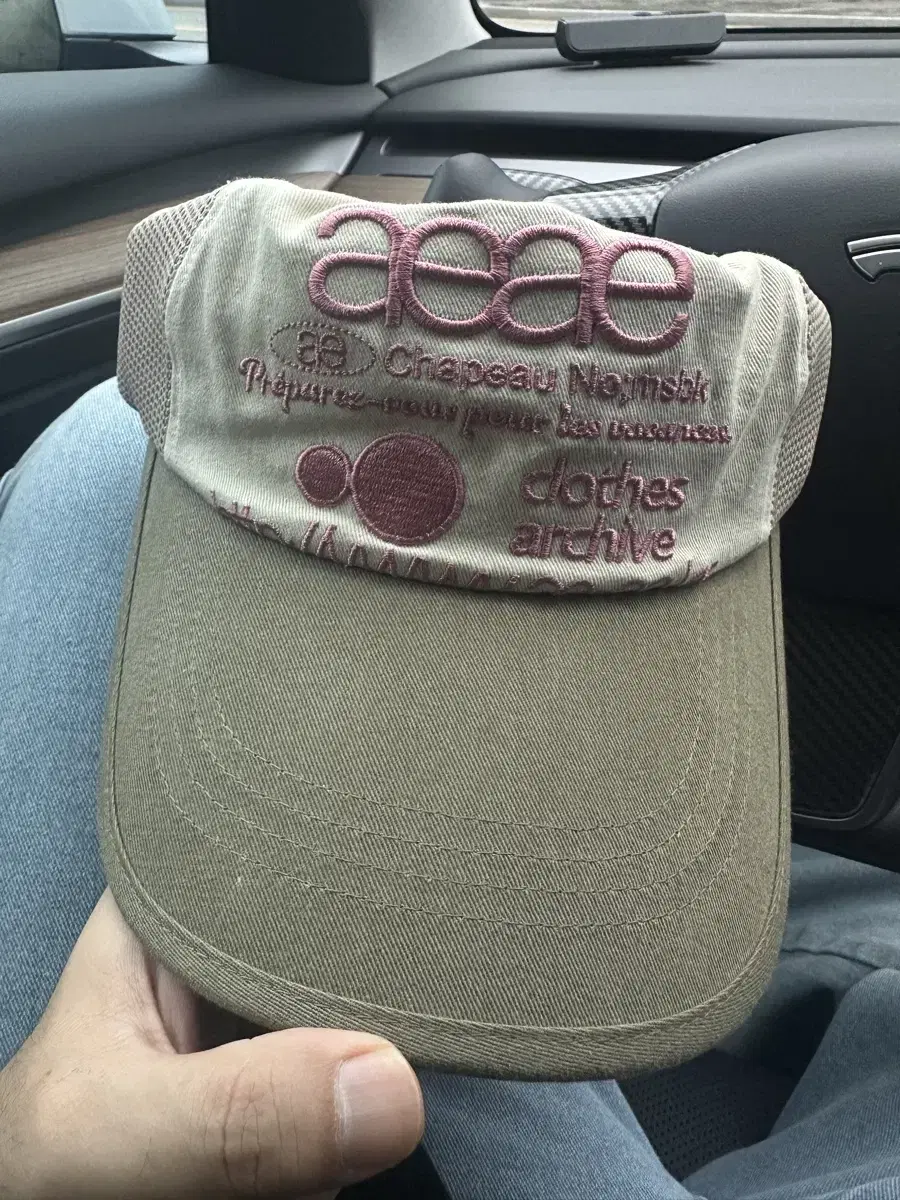 aeae
ae Chapeau No;msbk
Préparez-vous pour les vacances
clothes
archive